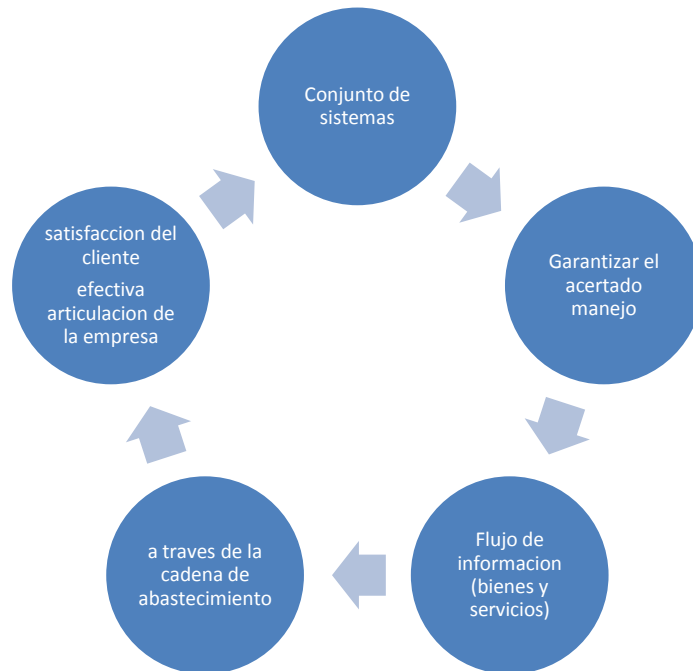 Conjunto de
sistemas
Garantizar el
acertado
manejo
Flujo de
informacion
(bienes y
servicios)
a traves de la
cadena de
abastecimiento
satisfaccion del
cliente
efectiva
articulacion de
la empresa